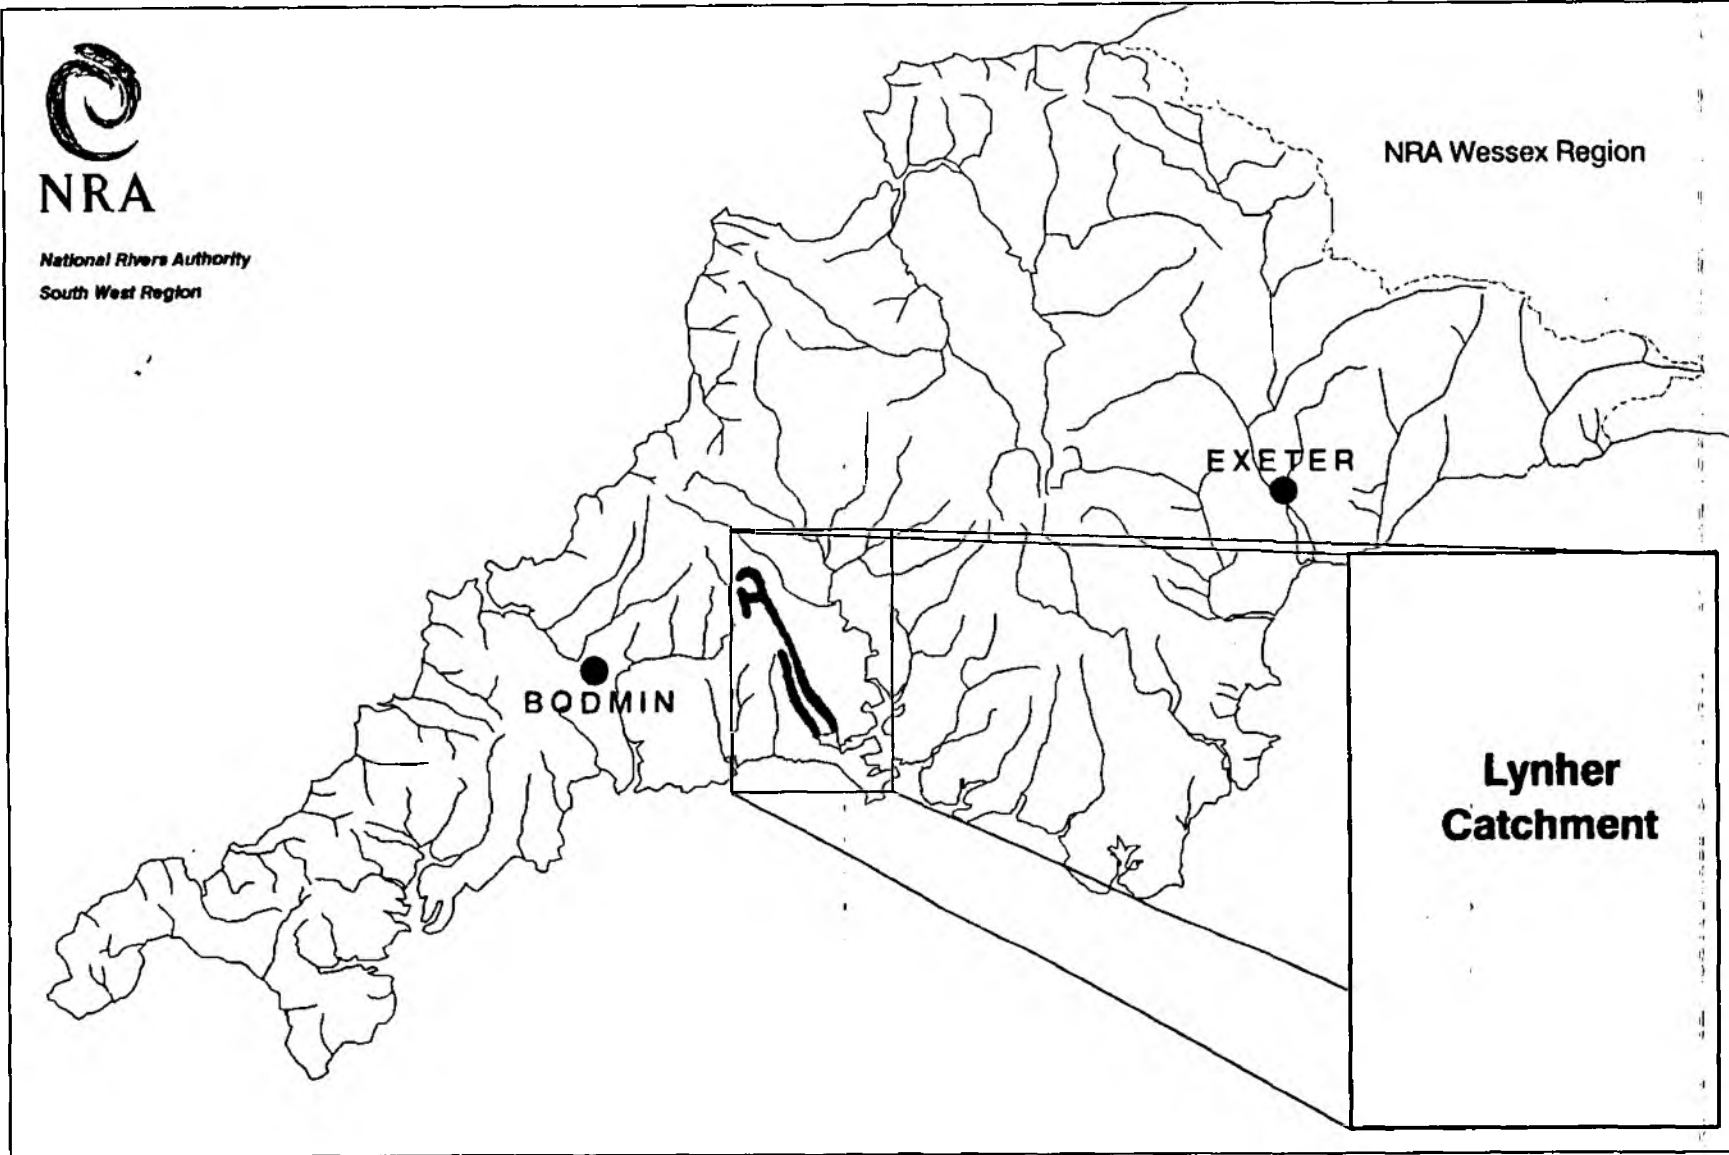 NRA
National Rivers Authority
South West Region
NRA Wessex Region
EXETER
BODMIN
Lynher
Catchment